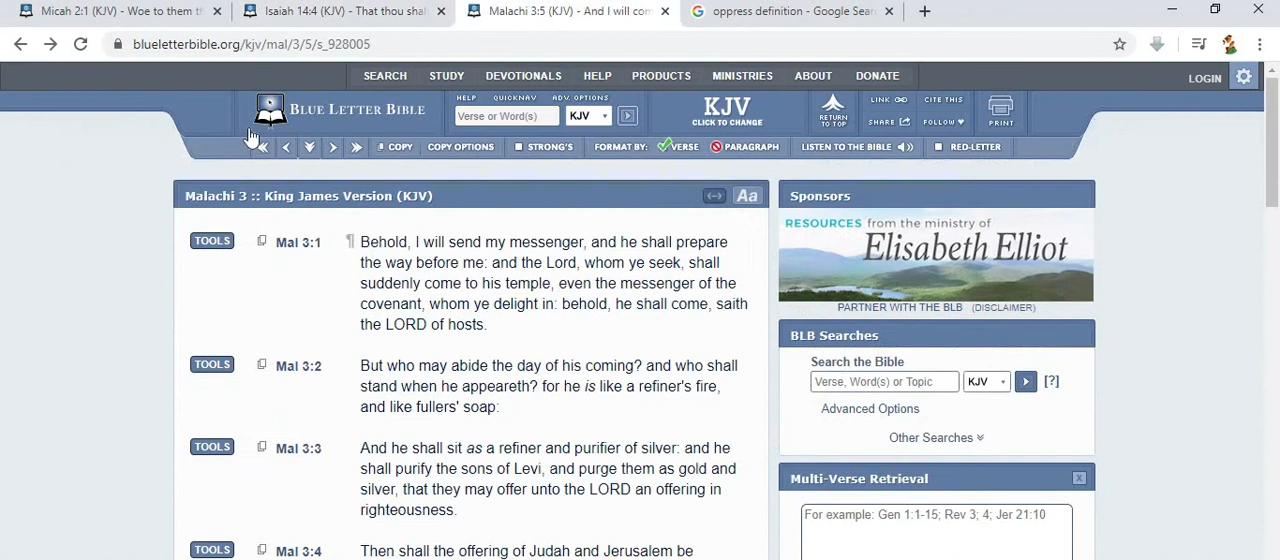 Micah 2:1 (KJV) - Woe to them th
Isaiah 14:4 (KJV) - That thou shal
Malachi 3:5 (KJV) - And I will com
oppress definition - Google Sear
blueletterbible.org/kjv/mal/3/5/s_928005
SEARCH STUDY DEVOTIONALS HELP PRODUCTS MINISTRIES ABOUT DONATE
LOGIN
BLUE LETTER BIBLE
HELP QUICKNAV ADV. OPTIONS
Verse or Word(s) KJV
KJV
CLICK TO CHANGE
RETURN
TO TOP
LINK CITE THIS
SHARE FOLLOW
PRINT
COPY COPY OPTIONS STRONG'S FORMAT BY: VERSE PARAGRAPH LISTEN TO THE BIBLE RED-LETTER
Malachi 3 :: King James Version (KJV)
Aa
TOOLS Mal 3:1 ¶ Behold, I will send my messenger, and he shall prepare
the way before me: and the Lord, whom ye seek, shall
suddenly come to his temple, even the messenger of the
covenant, whom ye delight in: behold, he shall come, saith
the LORD of hosts.
TOOLS Mal 3:2 But who may abide the day of his coming? and who shall
stand when he appeareth? for he is like a refiner's fire,
and like fullers' soap:
TOOLS Mal 3:3 And he shall sit as a refiner and purifier of silver: and he
shall purify the sons of Levi, and purge them as gold and
silver, that they may offer unto the LORD an offering in
righteousness.
TOOLS Mal 3:4 Then shall the offering of Judah and Jerusalem be
Sponsors
RESOURCES from the ministry of
Elisabeth Elliot
PARTNER WITH THE BLB (DISCLAIMER)
BLB Searches
Search the Bible
Verse, Word(s) or Topic KJV [?]
Advanced Options
Other Searches
Multi-Verse Retrieval x
For example: Gen 1:1-15; Rev 3; 4; Jer 21:10